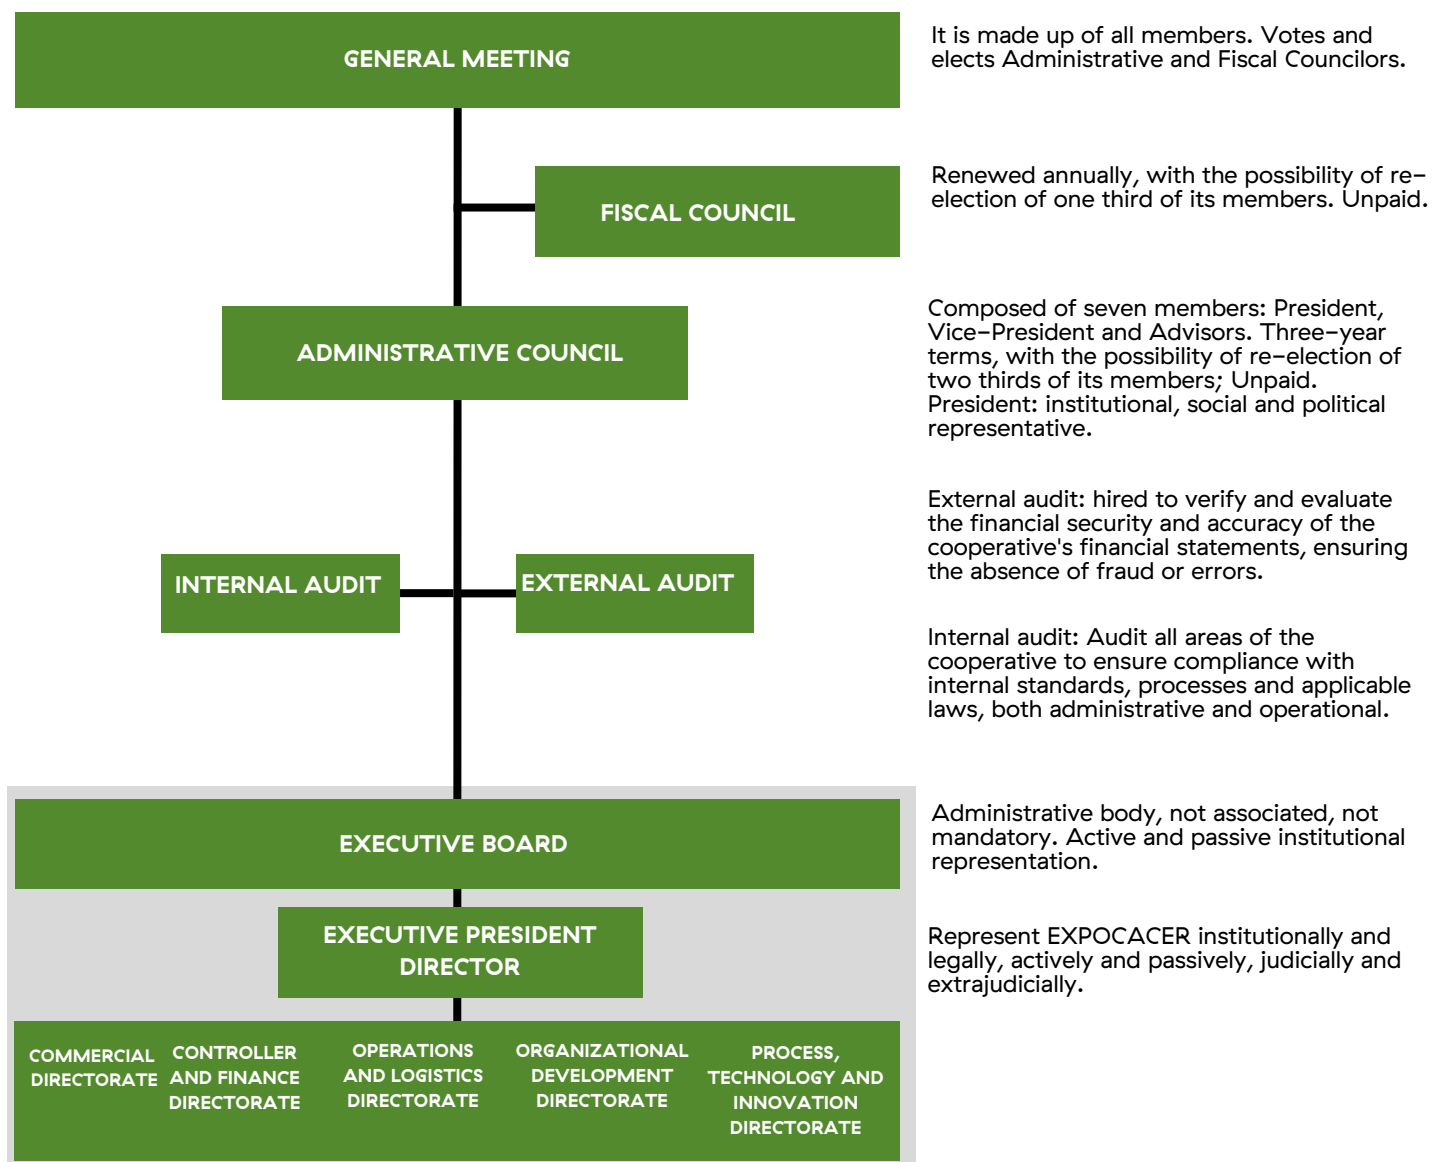 GENERAL MEETING
It is made up of all members. Votes and
elects Administrative and Fiscal Councilors.
FISCAL COUNCIL
Renewed annually, with the possibility of re-
election of one third of its members. Unpaid.
ADMINISTRATIVE COUNCIL
Composed of seven members: President,
Vice-President and Advisors. Three-year
terms, with the possibility of re-election of
two thirds of its members; Unpaid.
President: institutional, social and political
representative.
INTERNAL AUDIT
EXTERNAL AUDIT
External audit: hired to verify and evaluate
the financial security and accuracy of the
cooperative's financial statements, ensuring
the absence of fraud or errors.
Internal audit: Audit all areas of the
cooperative to ensure compliance with
internal standards, processes and applicable
laws, both administrative and operational.
EXECUTIVE BOARD
Administrative body, not associated, not
mandatory. Active and passive institutional
representation.
EXECUTIVE PRESIDENT
DIRECTOR
Represent EXPOCACER institutionally and
legally, actively and passively, judicially and
extrajudicially.
COMMERCIAL
DIRECTORATE
CONTROLLER
AND FINANCE
DIRECTORATE
OPERATIONS
AND LOGISTICS
DIRECTORATE
ORGANIZATIONAL
DEVELOPMENT
DIRECTORATE
PROCESS,
TECHNOLOGY AND
INNOVATION
DIRECTORATE